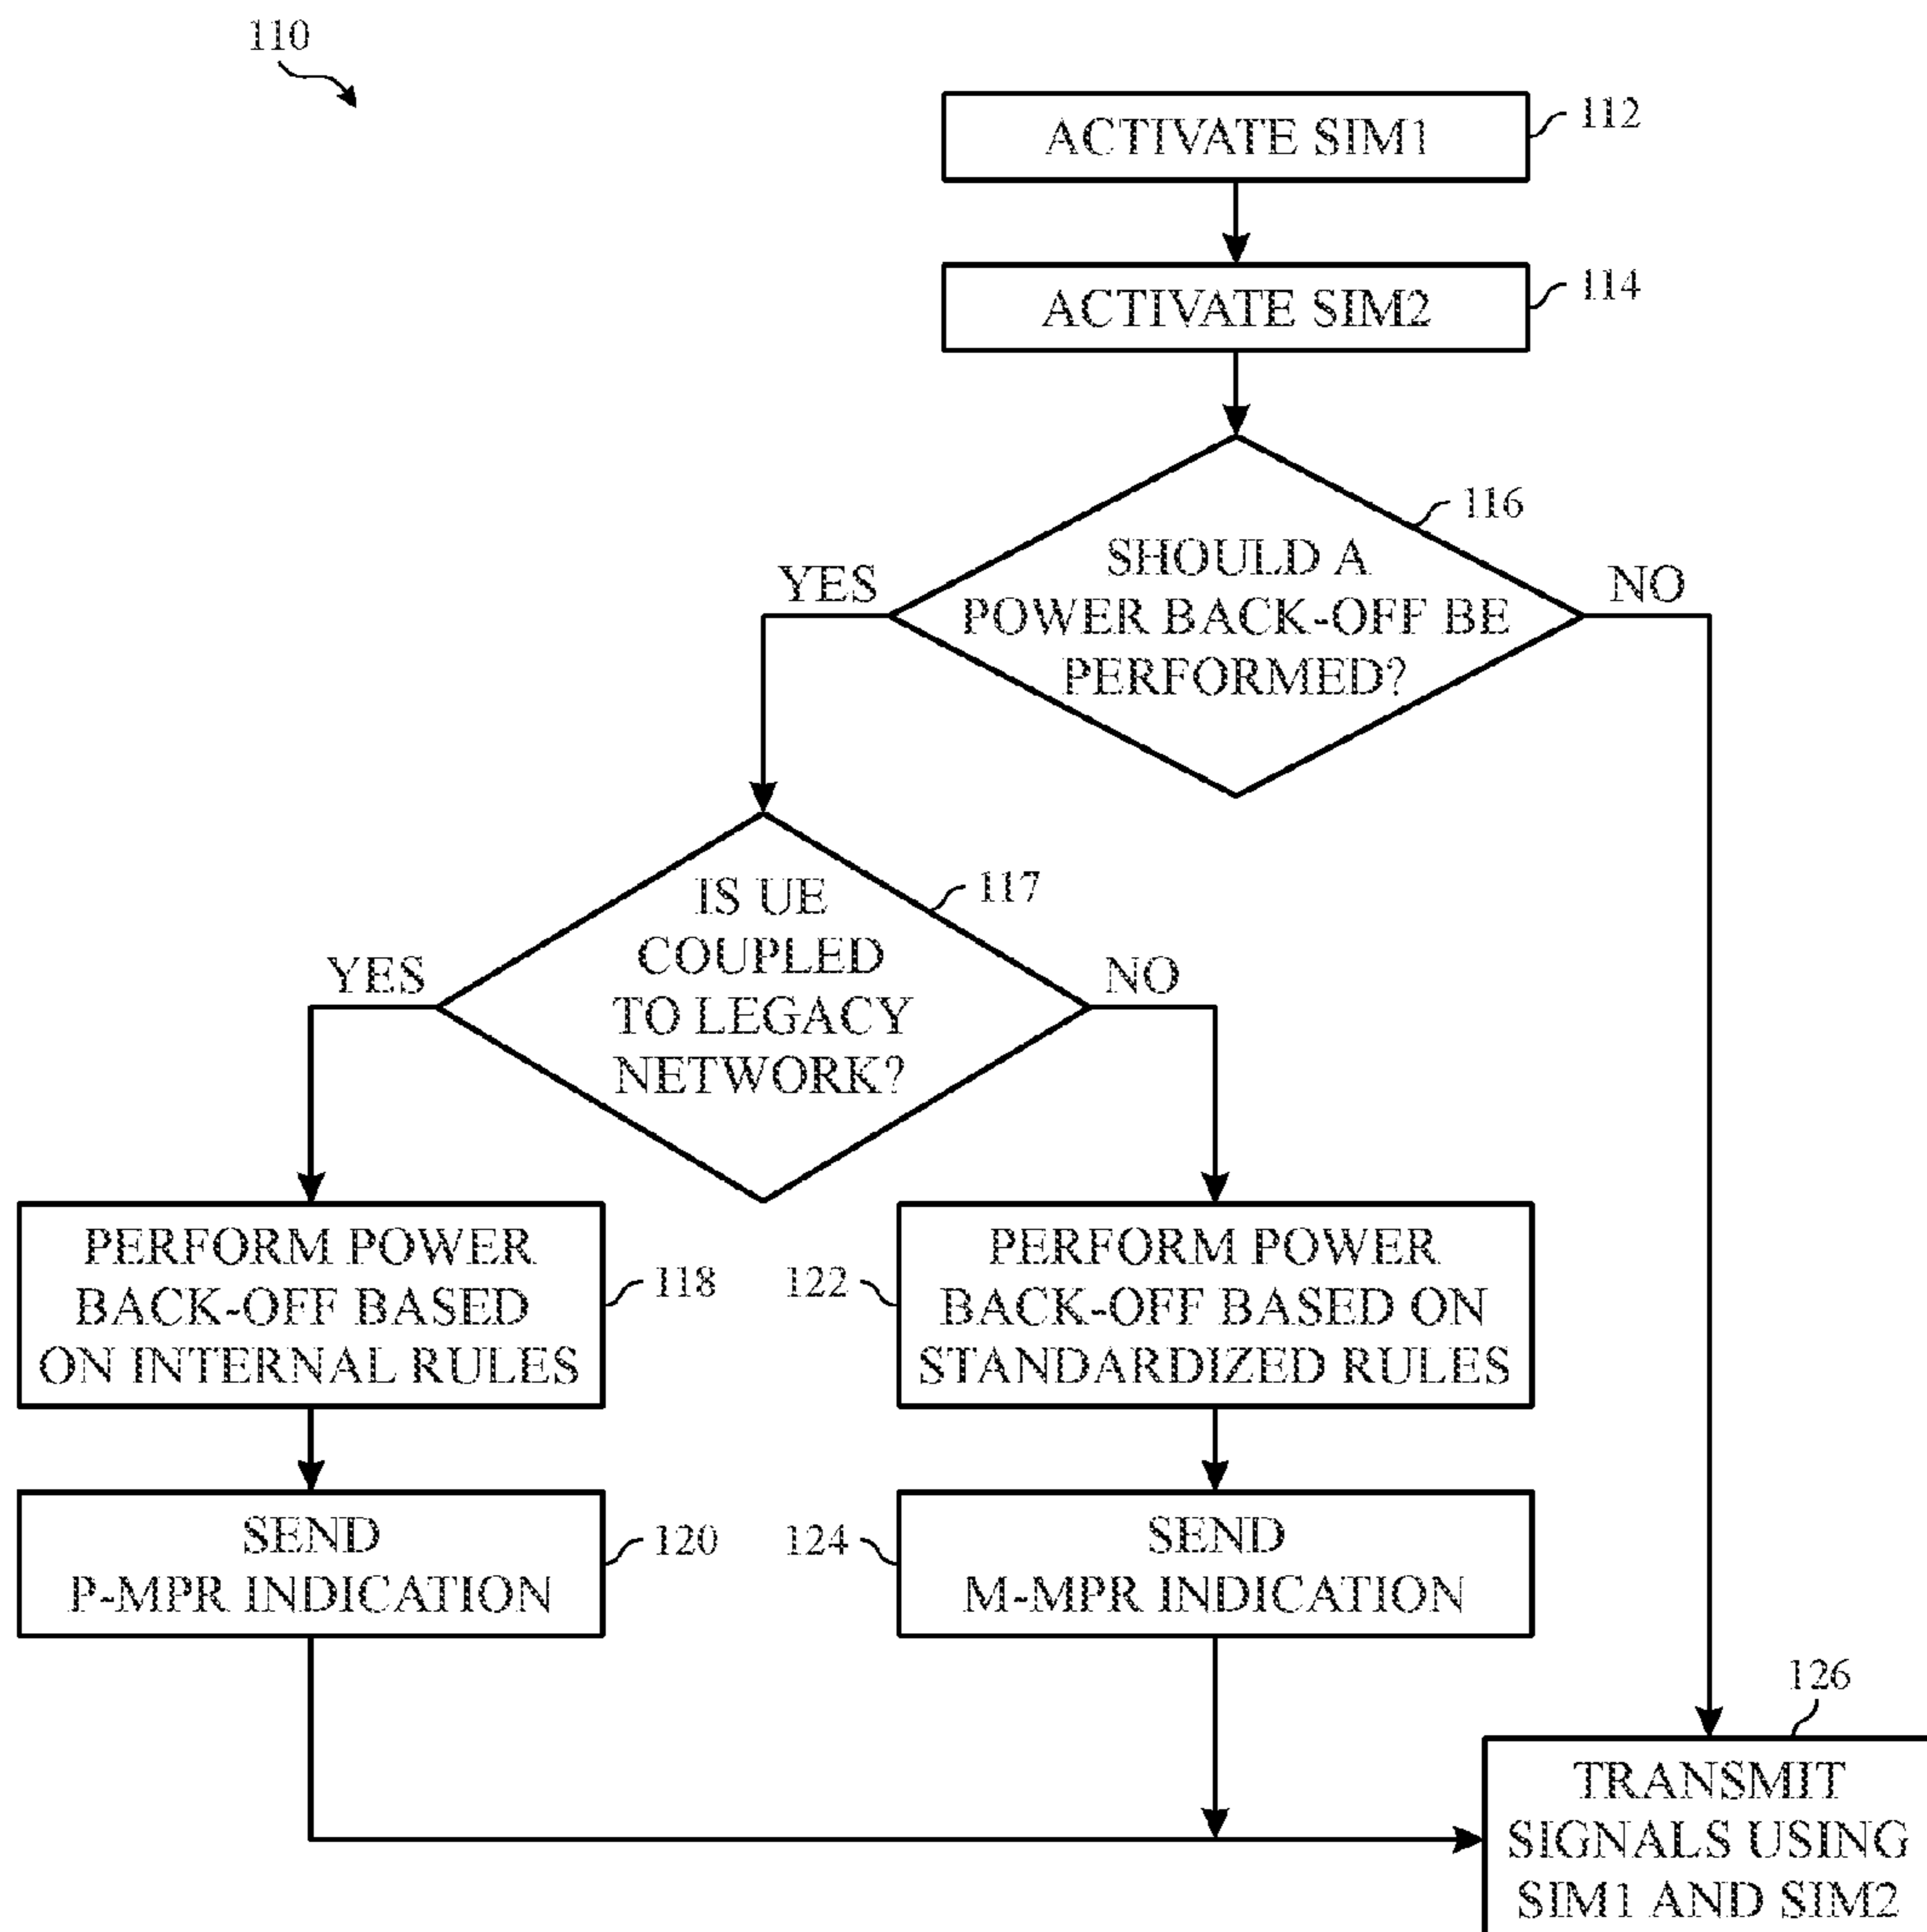 110
ACTIVATE SIM1
112
ACTIVATE SIM2
114
116
SHOULD A
POWER BACK-OFF BE
PERFORMED?
YES
NO
117
IS UE
COUPLED
TO LEGACY
NETWORK?
YES
NO
PERFORM POWER
BACK-OFF BASED
ON INTERNAL RULES
118
122
PERFORM POWER
BACK-OFF BASED ON
STANDARDIZED RULES
SEND
P-MPR INDICATION
120
124
SEND
M-MPR INDICATION
126
TRANSMIT
SIGNALS USING
SIM1 AND SIM2